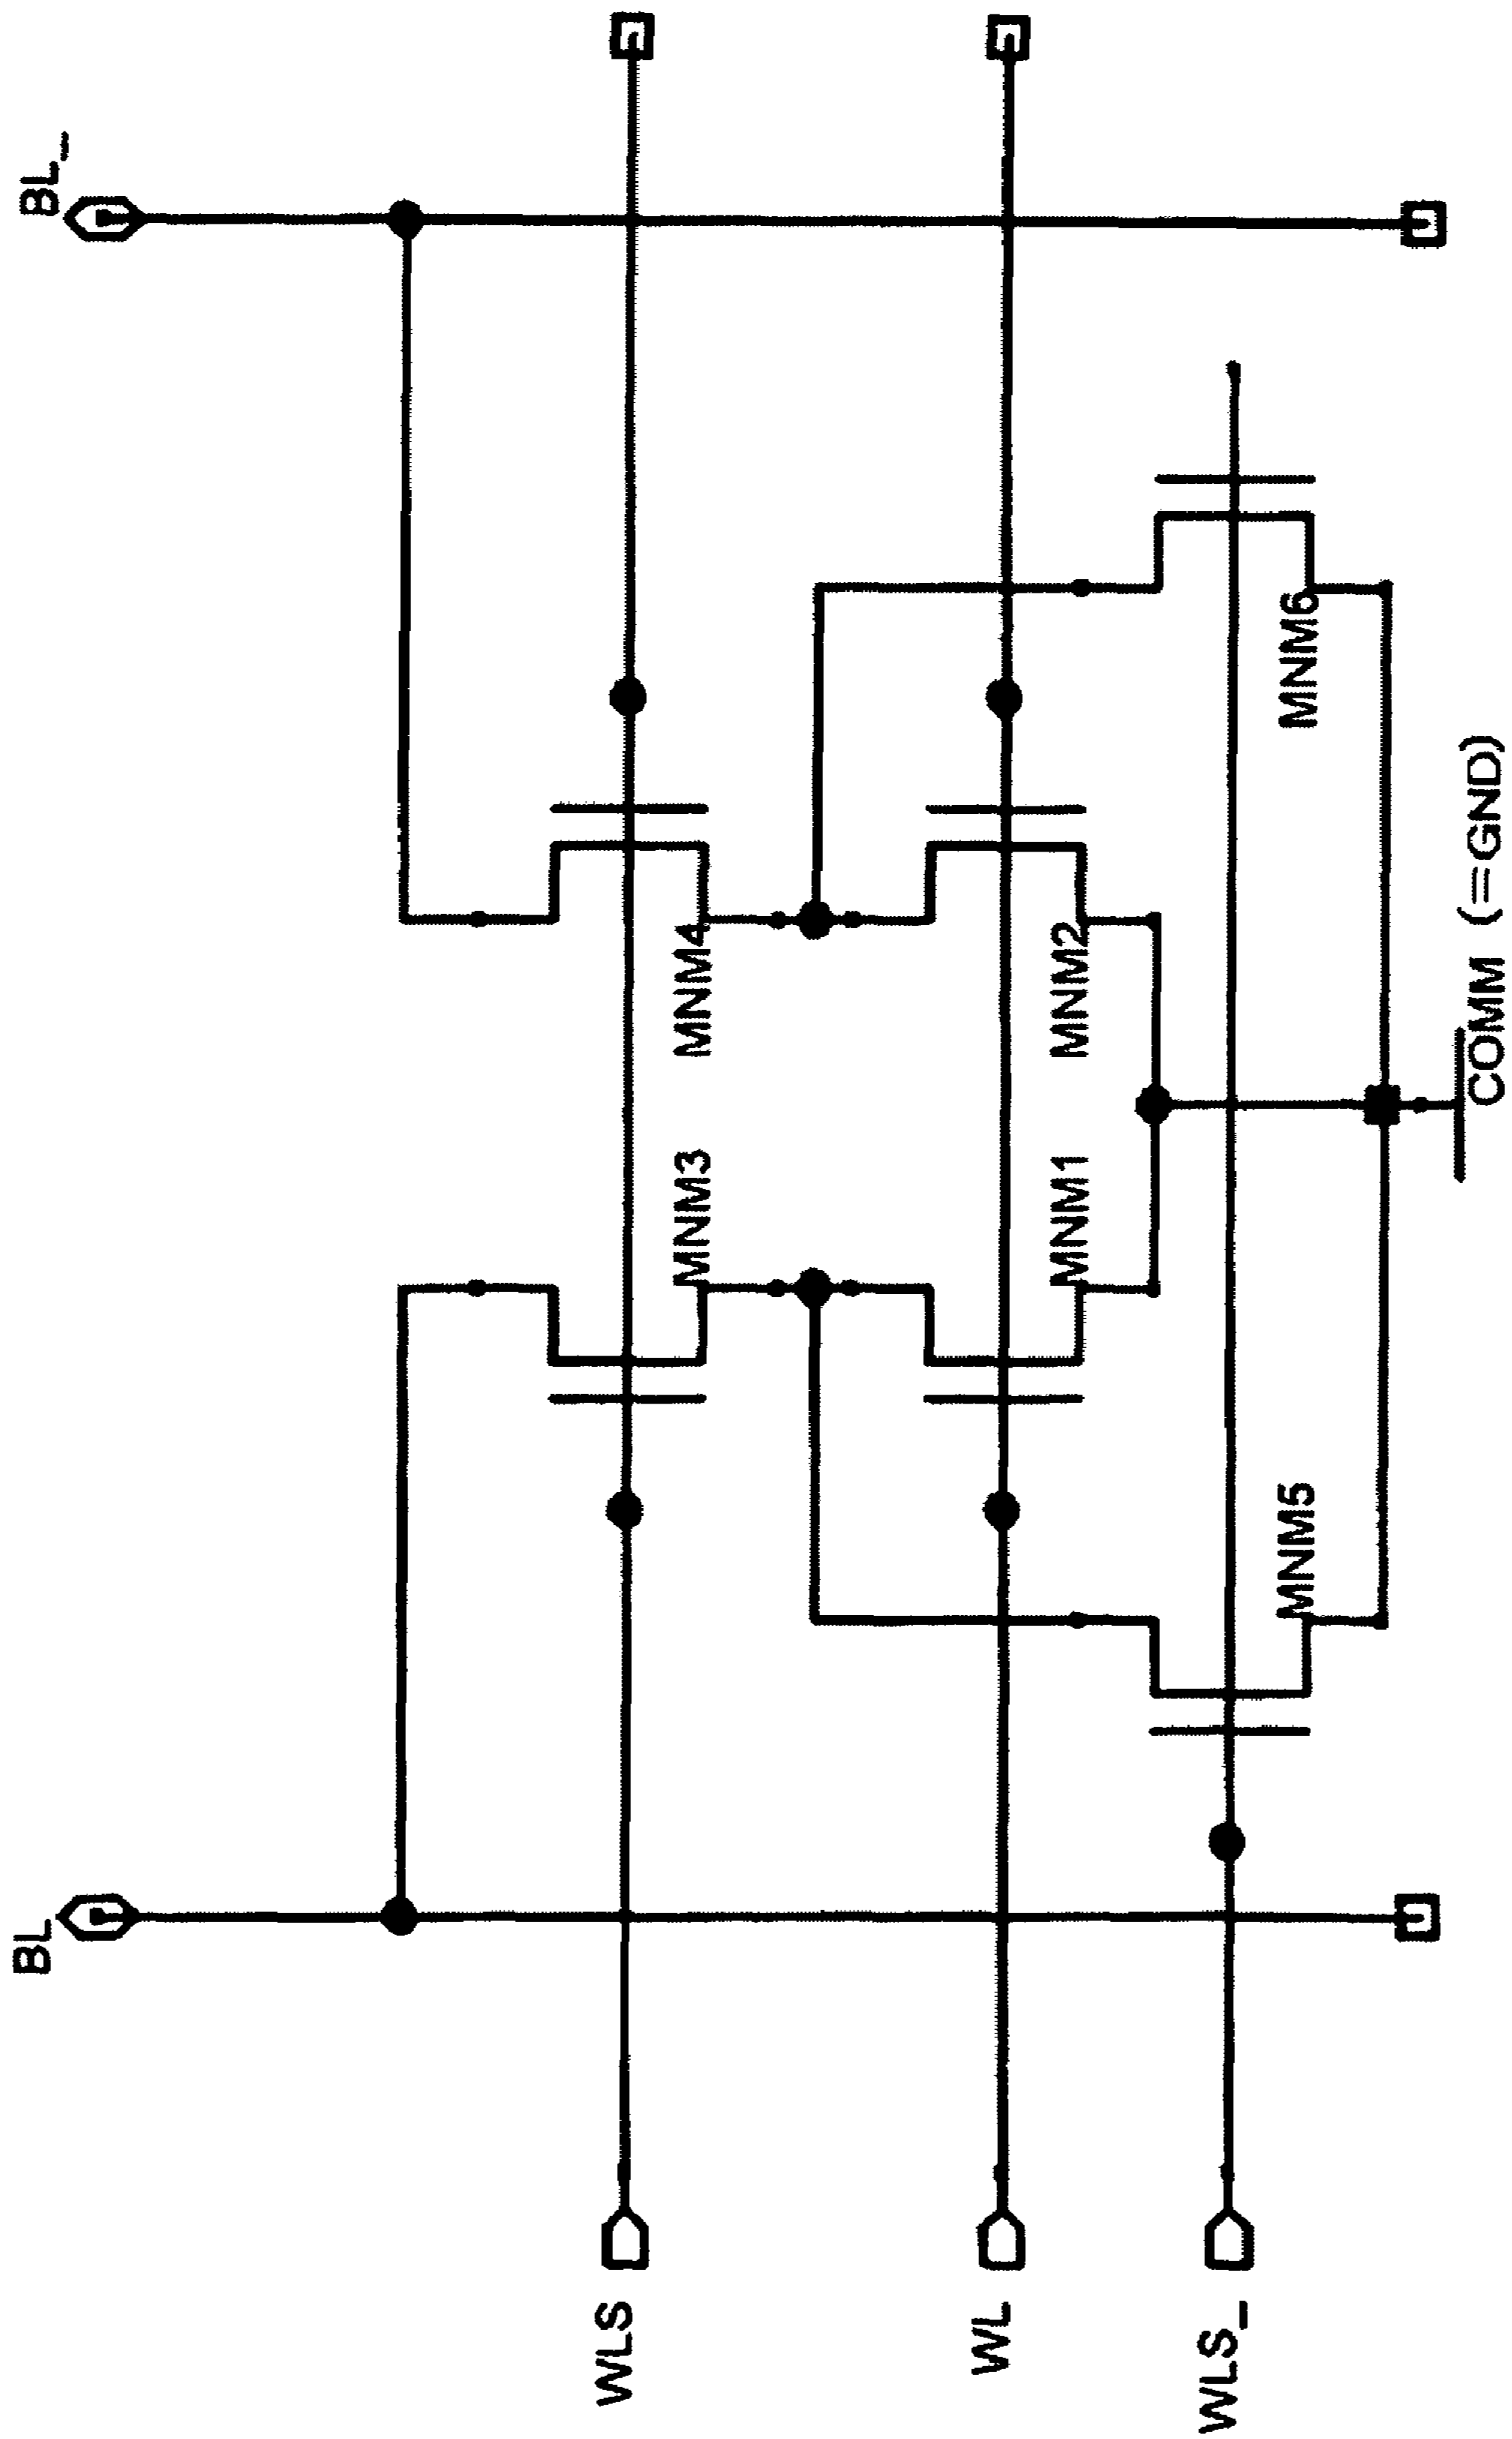 BL
BL_
WLS
MNM3
MNM4
WL
MNM1
MNM2
WLS_
MNM5
MNM6
COMM (=GND)